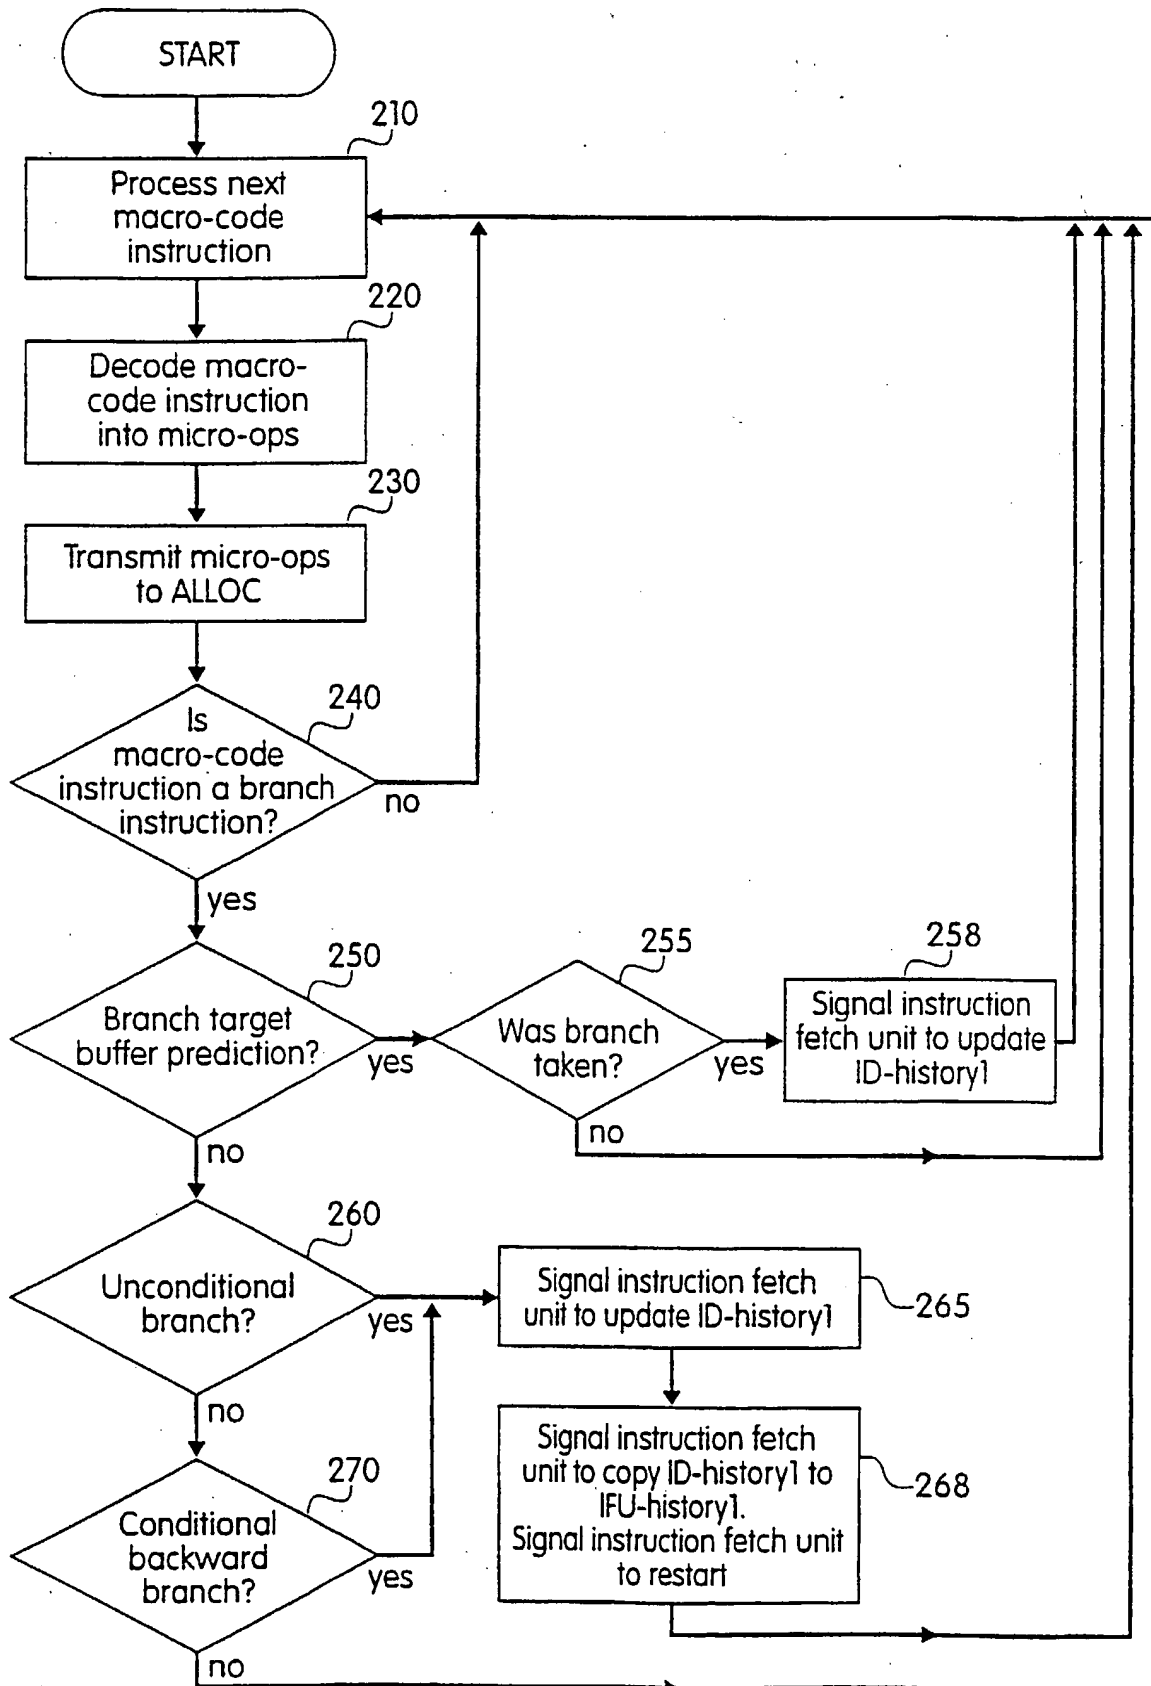 START
210
Process next
macro-code
instruction
220
Decode macro-
code instruction
into micro-ops
230
Transmit micro-ops
to ALLOC
240
Is
macro-code
instruction a branch
instruction?
no
yes
250
Branch target
buffer prediction?
yes
255
Was branch
taken?
yes
258
Signal instruction
fetch unit to update
ID-history1
no
no
260
Unconditional
branch?
yes
Signal instruction fetch
unit to update ID-history1
265
no
Signal instruction fetch
unit to copy ID-history1 to
IFU-history1.
Signal instruction fetch unit
to restart
268
270
Conditional
backward
branch?
yes
no